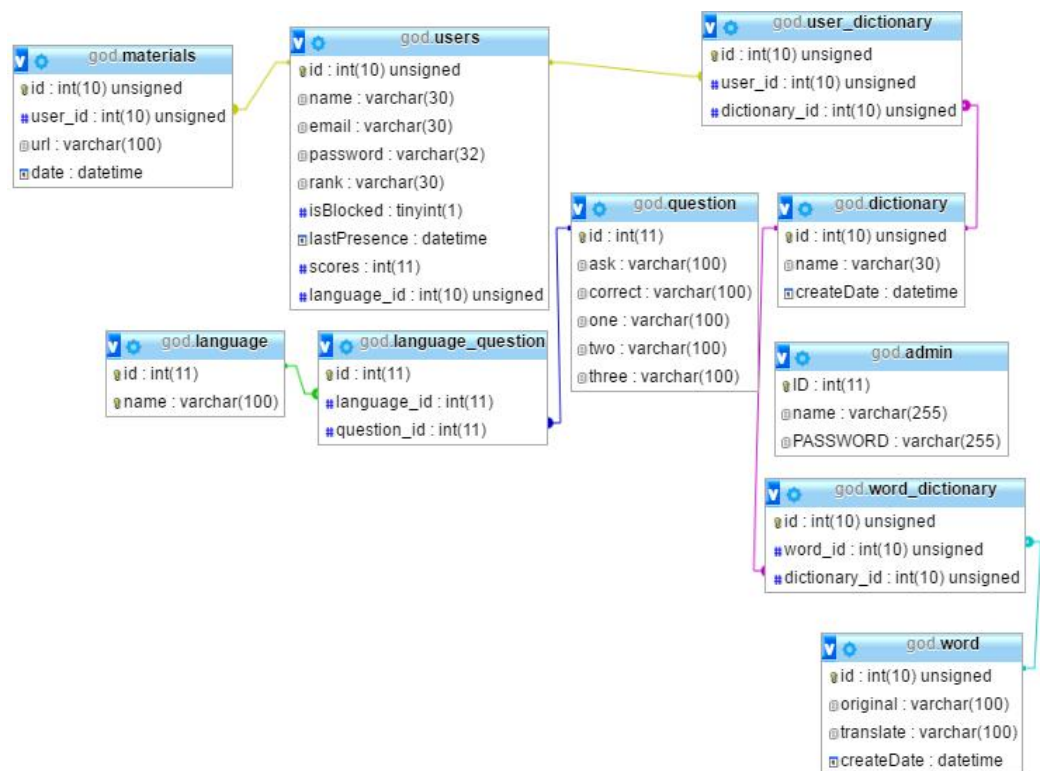 god.materials
id : int(10) unsigned
user_id : int(10) unsigned
url : varchar(100)
date : datetime
god.users
id : int(10) unsigned
name : varchar(30)
email : varchar(30)
password : varchar(32)
rank : varchar(30)
isBlocked : tinyint(1)
lastPresence : datetime
scores : int(11)
language_id : int(10) unsigned
god.user_dictionary
id : int(10) unsigned
user_id : int(10) unsigned
dictionary_id : int(10) unsigned
god.question
id : int(11)
ask : varchar(100)
correct : varchar(100)
one : varchar(100)
two : varchar(100)
three : varchar(100)
god.dictionary
id : int(10) unsigned
name : varchar(30)
createDate : datetime
god.language
id : int(11)
name : varchar(100)
god.language_question
id : int(11)
language_id : int(11)
question_id : int(11)
god.admin
ID : int(11)
name : varchar(255)
PASSWORD : varchar(255)
god.word_dictionary
id : int(10) unsigned
word_id : int(10) unsigned
dictionary_id : int(10) unsigned
god.word
id : int(10) unsigned
original : varchar(100)
translate : varchar(100)
createDate : datetime